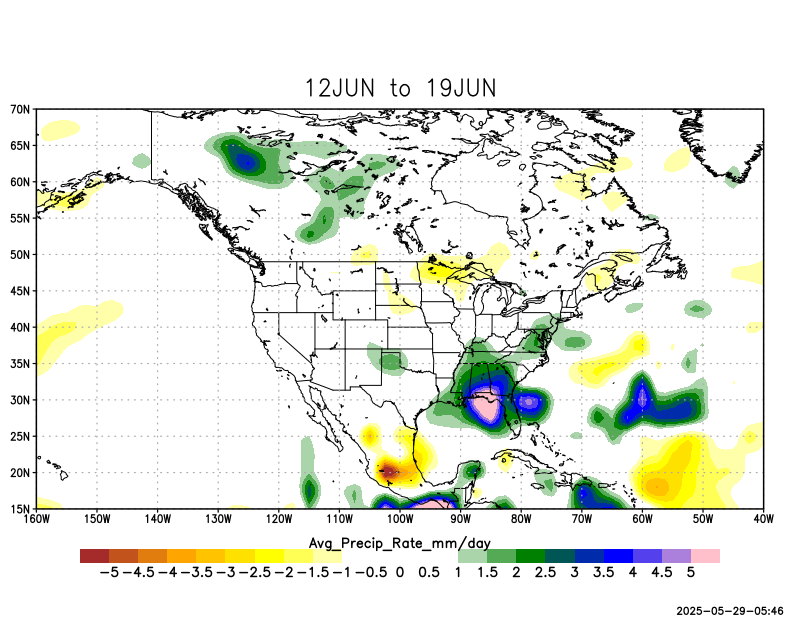 12JUN to 19JUN
70N
65N
60N
55N
50N
45N
40N
35N
30N
25N
20N
15N
160W 150W 140W 130W 120W 110W 100W 90W 80W 70W 60W 50W 40W
Avg_Precip_Rate_mm/day
-5 -4.5 -4 -3.5 -3 -2.5 -2 -1.5 -1 -0.5 0 0.5 1 1.5 2 2.5 3 3.5 4 4.5 5
2025-05-29-05:46